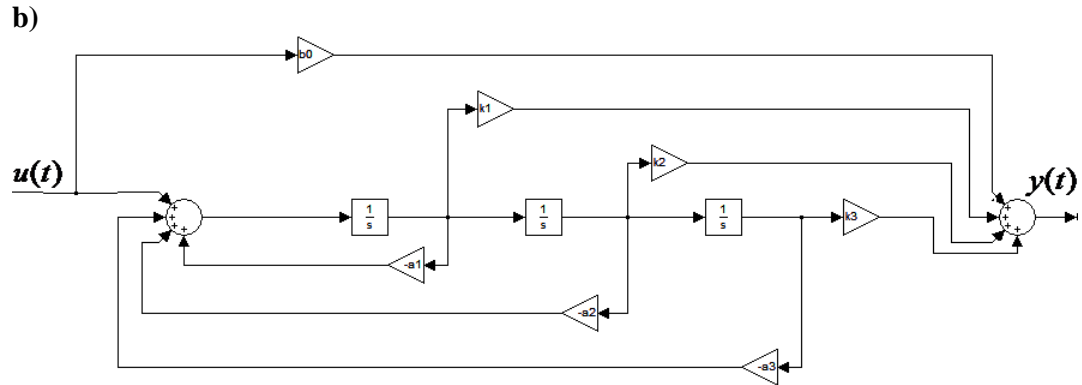 b)
b0
k1
k2
u(t)
y(t)
+
+
+
+
1
s
1
s
1
s
k3
+
+
+
+
-a1
-a2
-a3